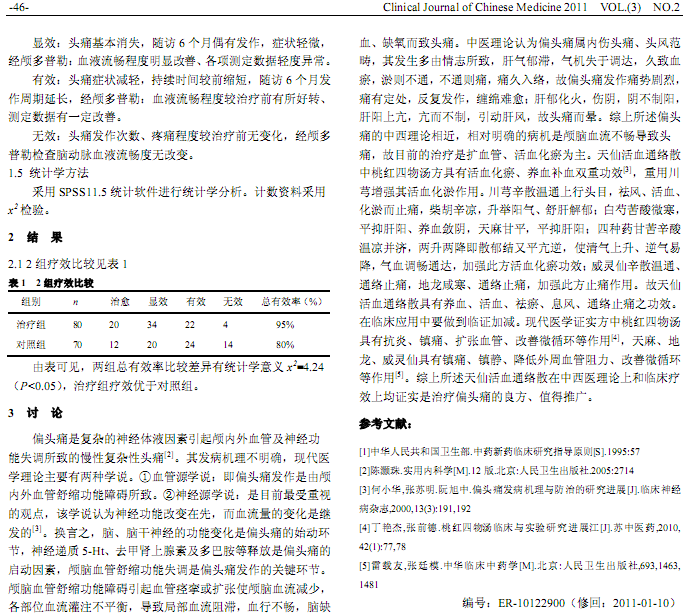 -46-
Clinical Journal of Chinese Medicine 2011 VOL.(3) NO.2
显效：头痛基本消失，随访 6 个月偶有发作，症状轻微，
经颅多普勒：血液流畅程度明显改善、各项测定数据轻度异常。
有效：头痛症状减轻，持续时间较前缩短，随访 6 个月发
作周期延长，经颅多普勒：血液流畅程度较治疗前有所好转、
测定数据有一定改善。
无效：头痛发作次数、疼痛程度较治疗前无变化，经颅多
普勒检查脑动脉血液流畅度无改变。
1.5 统计学方法
采用 SPSS11.5 统计软件进行统计学分析。计数资料采用
x² 检验。
2 结 果
2.1 2 组疗效比较见表 1
表 1 2 组疗效比较
组别 n 治愈 显效 有效 无效 总有效率（%）
治疗组 80 20 34 22 4 95%
对照组 70 12 20 24 14 80%
由表可见，两组总有效率比较差异有统计学意义 x²=4.24
（P<0.05），治疗组疗效优于对照组。
3 讨 论
偏头痛是复杂的神经体液因素引起颅内外血管及神经功
能失调所致的慢性复杂性头痛[2]。其发病机理不明确，现代医
学理论主要有两种学说。①血管源学说：即偏头痛发作是由颅
内外血管舒缩功能障碍所致。②神经源学说：是目前最受重视
的观点，该学说认为神经功能改变在先，而血流量的变化是继
发的[3]。换言之，脑、脑干神经的功能变化是偏头痛的始动环
节，神经递质 5-Ht、去甲肾上腺素及多巴胺等释放是偏头痛的
启动因素，颅脑血管舒缩功能失调是偏头痛发作的关键环节。
颅脑血管舒缩功能障碍引起血管痉挛或扩张使颅脑血流减少，
各部位血流灌注不平衡，导致局部血流阻滞，血行不畅，脑缺
血、缺氧而致头痛。中医理论认为偏头痛属内伤头痛、头风范
畴，其发生多由情志所致，肝气郁滞，气机失于调达，久致血
瘀，淤则不通，不通则痛，痛久入络，故偏头痛发作痛势剧烈，
痛有定处，反复发作，缠绵难愈；肝郁化火，伤阴，阴不制阳，
肝阳上亢，亢而不制，引动肝风，故头痛而晕。综上所述偏头
痛的中西理论相近，相对明确的病机是颅脑血流不畅导致头
痛，故目前的治疗是扩血管、活血化瘀为主。天仙活血通络散
中桃红四物汤方具有活血化瘀、养血补血双重功效[3]，重用川
芎增强其活血化淤作用。川芎辛散温通上行头目，祛风、活血、
化淤而止痛，柴胡辛凉，升举阳气、舒肝解郁；白芍苦酸微寒，
平抑肝阳、养血敛阴，天麻甘平，平抑肝阳；四种药甘苦辛酸
温凉并济，两升两降即散郁结又平亢逆，使清气上升、逆气易
降，气血调畅通达，加强此方活血化瘀功效；威灵仙辛散温通、
通络止痛，地龙咸寒、通络止痛，加强此方止痛作用。故天仙
活血通络散具有养血、活血、祛瘀、息风、通络止痛之功效。
在临床应用中要做到临证加减。现代医学证实方中桃红四物汤
具有抗炎、镇痛、扩张血管、改善微循环等作用[4]，天麻、地
龙、威灵仙具有镇痛、镇静、降低外周血管阻力、改善微循环
等作用[5]。综上所述天仙活血通络散在中西医理论上和临床疗
效上均证实是治疗偏头痛的良方、值得推广。
参考文献：
[1]中华人民共和国卫生部.中药新药临床研究指导原则[S].1995:57
[2]陈灏珠.实用内科学[M].12 版.北京:人民卫生出版社.2005:2714
[3]何小华,张苏明.阮旭中.偏头痛发病机理与防治的研究进展[J].临床神经
病杂志,2000,13(3):191,192
[4]丁艳杰,张前德.桃红四物汤临床与实验研究进展江[J].苏中医药,2010,
42(1):77,78
[5]雷载友,张廷模.中华临床中药学[M].北京:人民卫生出版社,693,1463,
1481
编号：ER-10122900（修回：2011-01-10）